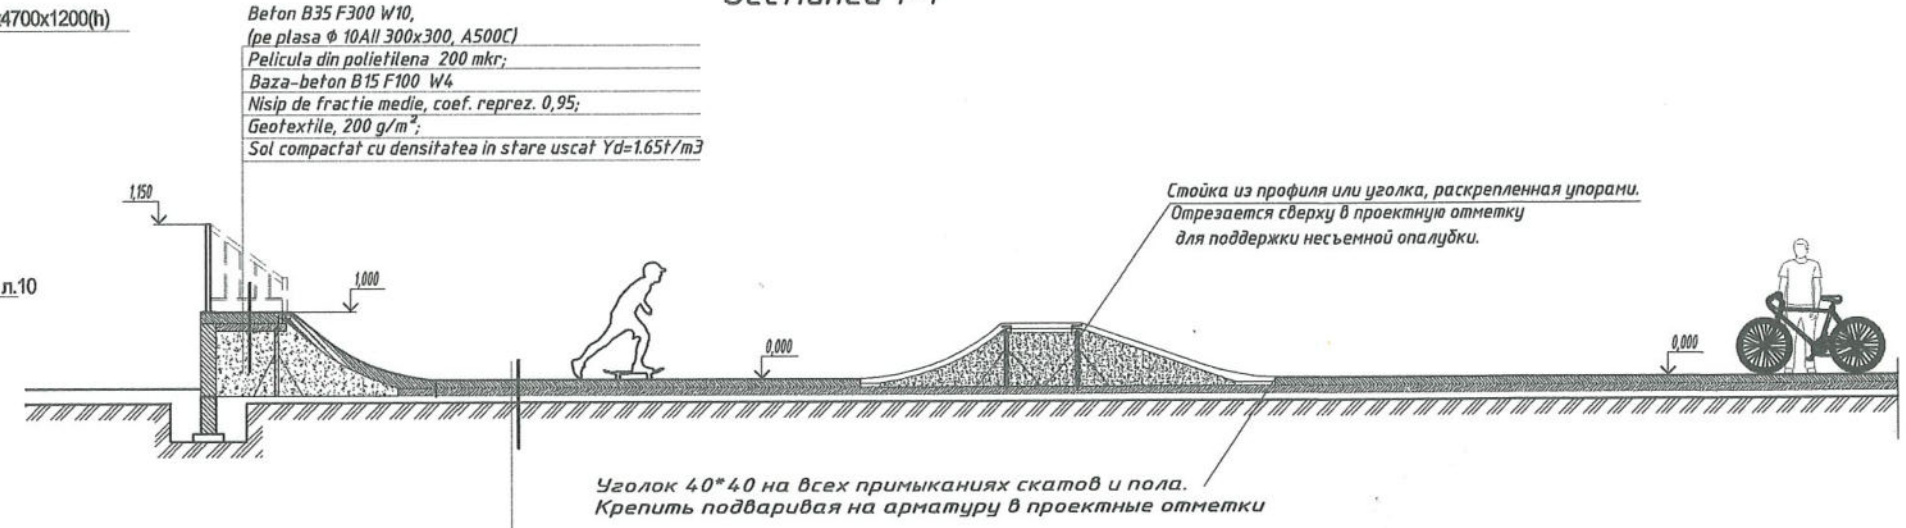 4700x1200(h)
Beton B35 F300 W10,
(pe plasa Φ 10AII 300x300, A500C)
Pelicula din polietilena 200 mkr;
Baza-beton B15 F100 W4
Nisip de fractie medie, coef. reprez. 0,95;
Geotextile, 200 g/m²;
Sol compactat cu densitatea in stare uscat Yd=1.65t/m3
1,150
Стойка из профиля или уголка, раскрепленная упорами.
Отрезается сверху в проектную отметку
для поддержки несъемной опалубки.
л.10
1,000
0,000
0,000
Уголок 40*40 на всех примыканиях скатов и пола.
Крепить подваривая на арматуру в проектные отметки